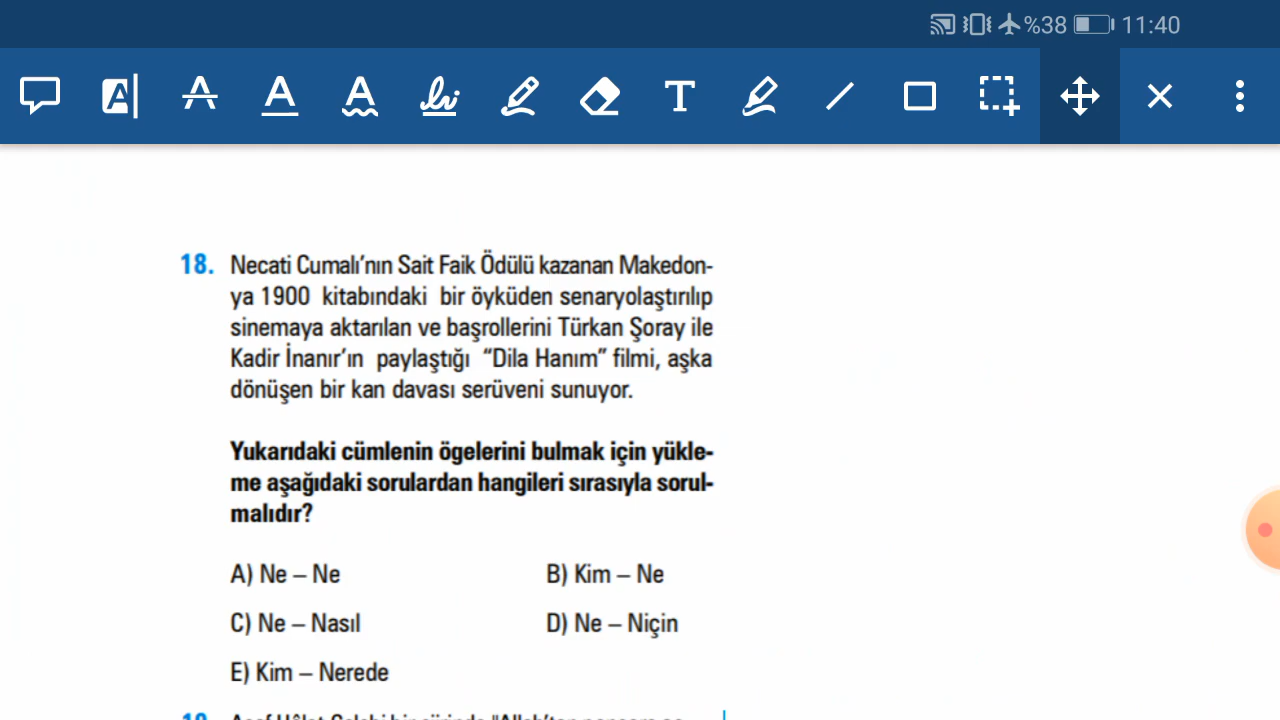 %38 11:40
18. Necati Cumalı’nın Sait Faik Ödülü kazanan Makedon-
ya 1900 kitabındaki bir öyküden senaryolaştırılıp
sinemaya aktarılan ve başrollerini Türkan Şoray ile
Kadir İnanır’ın paylaştığı “Dila Hanım” filmi, aşka
dönüşen bir kan davası serüveni sunuyor.
Yukarıdaki cümlenin ögelerini bulmak için yükle-
me aşağıdaki sorulardan hangileri sırasıyla sorul-
malıdır?
A) Ne – Ne B) Kim – Ne
C) Ne – Nasıl D) Ne – Niçin
E) Kim – Nerede